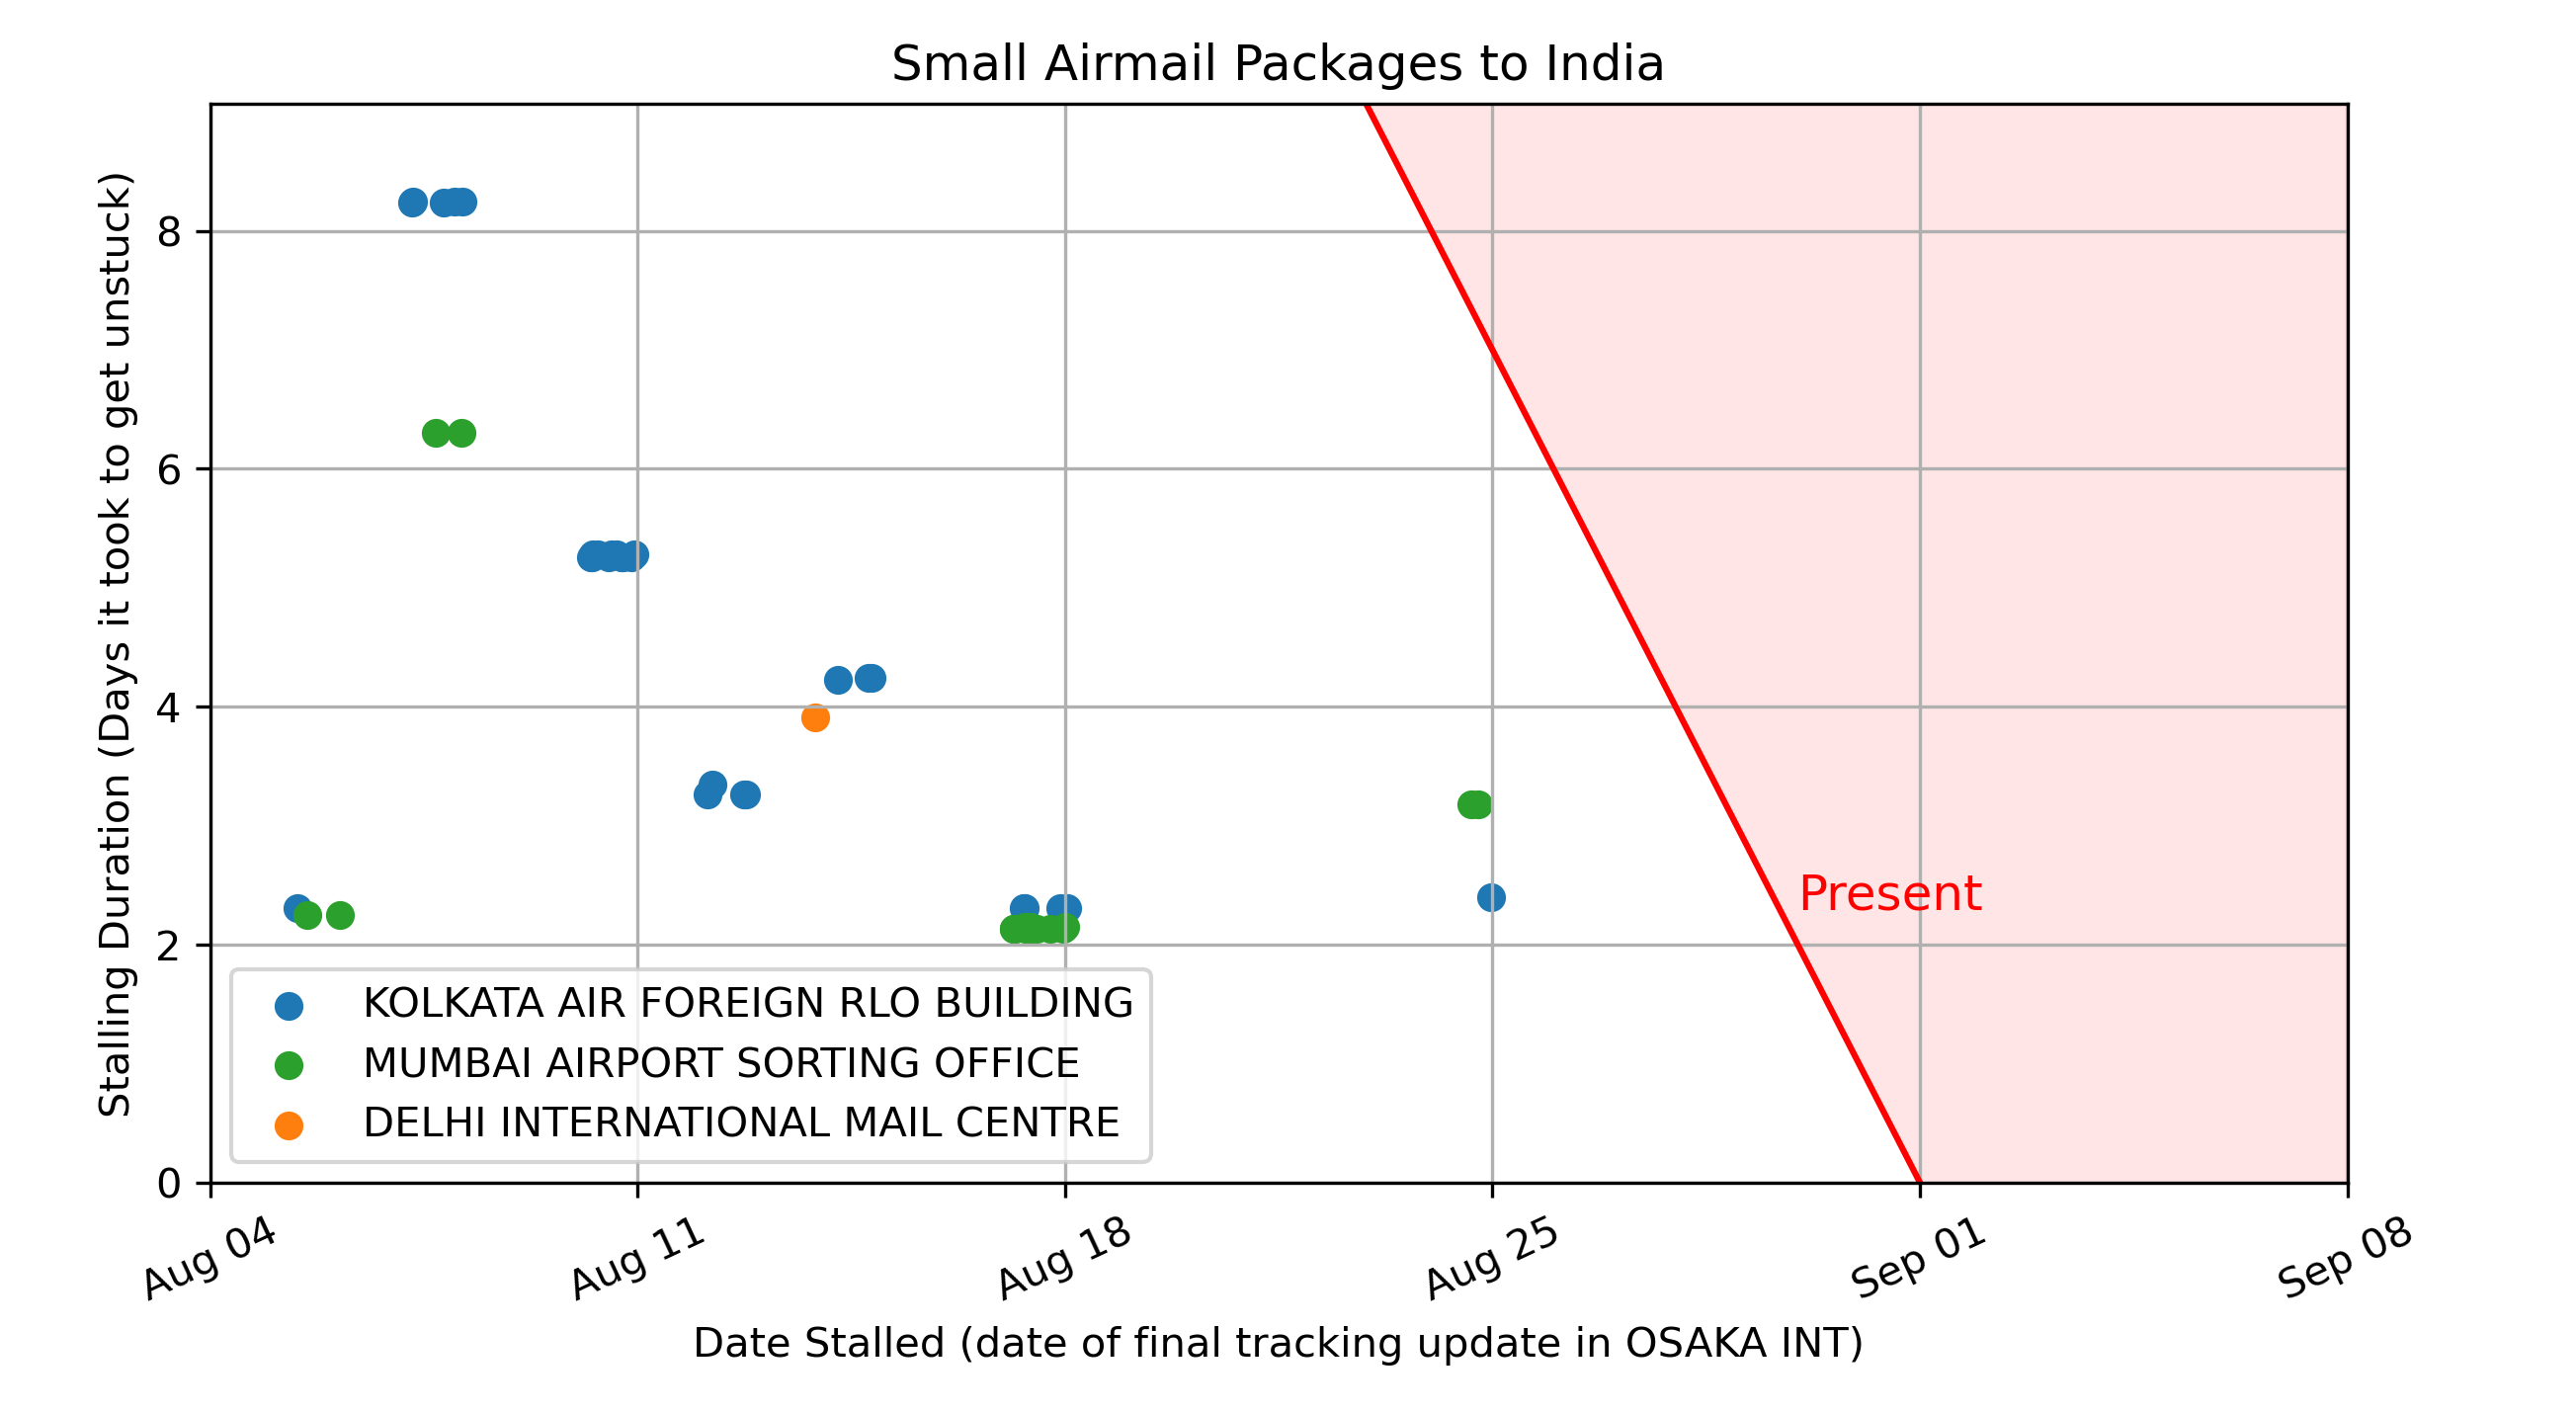 Small Airmail Packages to India
Stalling Duration (Days it took to get unstuck)
8
6
4
2
0
Present
KOLKATA AIR FOREIGN RLO BUILDING
MUMBAI AIRPORT SORTING OFFICE
DELHI INTERNATIONAL MAIL CENTRE
Aug 04
Aug 11
Aug 18
Aug 25
Sep 01
Sep 08
Date Stalled (date of final tracking update in OSAKA INT)